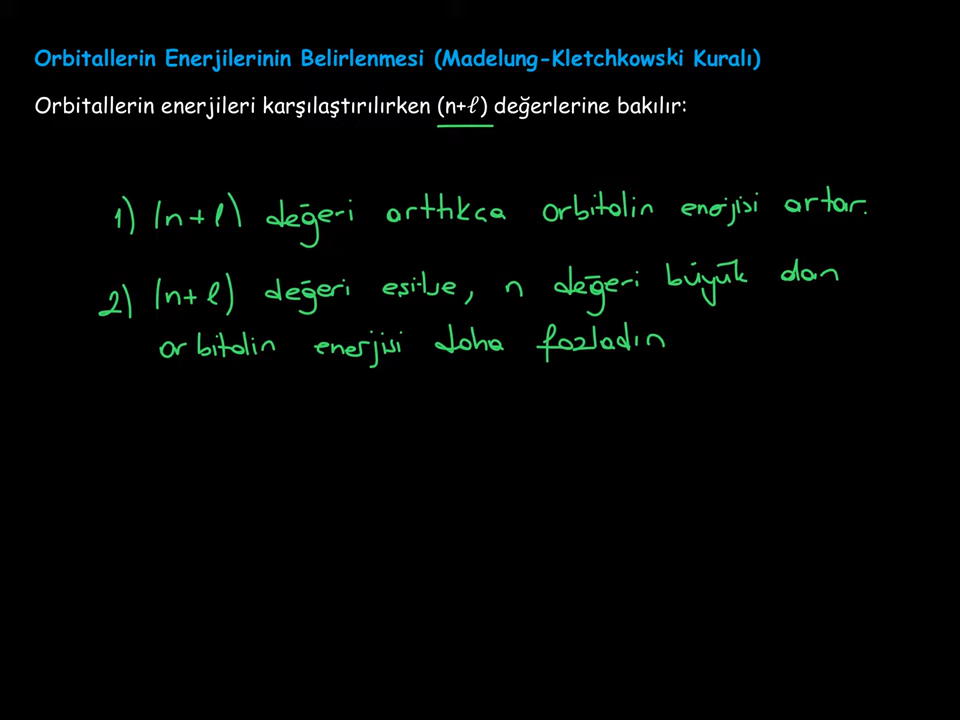 Orbitallerin Enerjilerinin Belirlenmesi (Madelung-Kletchkowski Kuralı)
Orbitallerin enerjileri karşılaştırılırken (n+ℓ) değerlerine bakılır:
1) (n+l) değeri arttıkça orbitalin enerjisi artar.
2) (n+l) değeri eşitse, n değeri büyük olan
orbitalin enerjisi daha fazladır